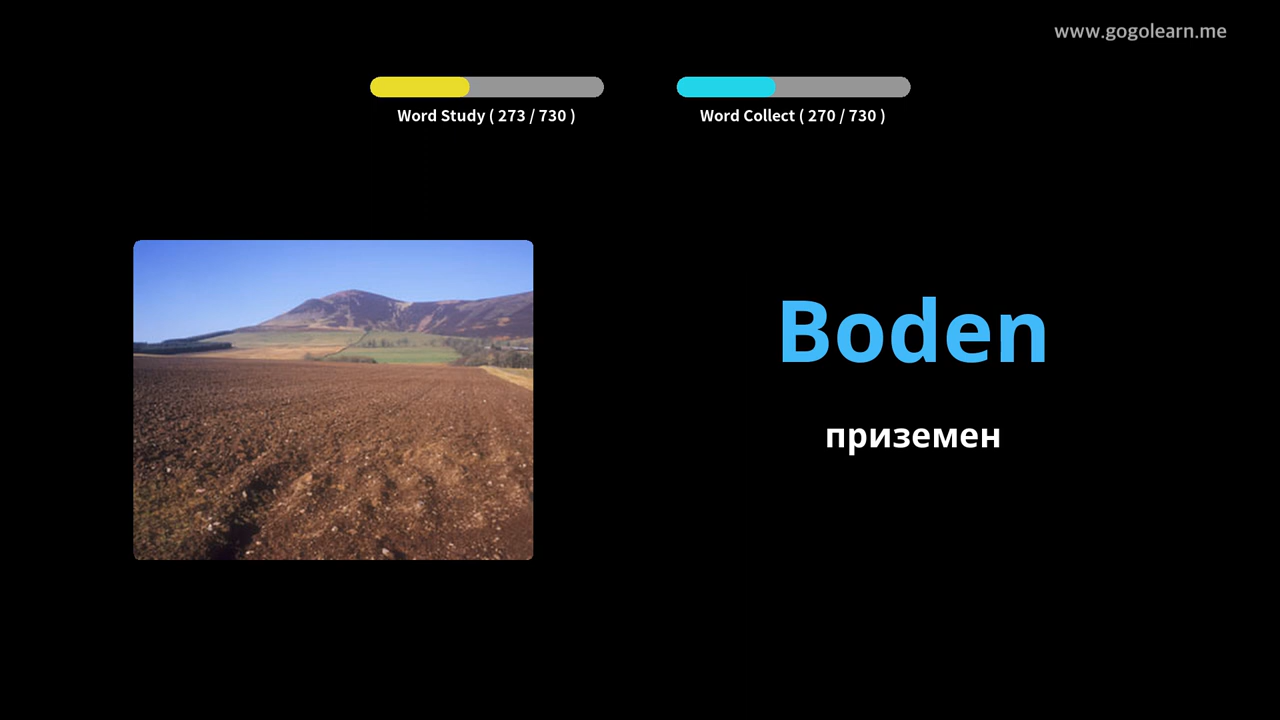 www.gogolearn.me
Word Study ( 273 / 730 )
Word Collect ( 270 / 730 )
Boden
приземен